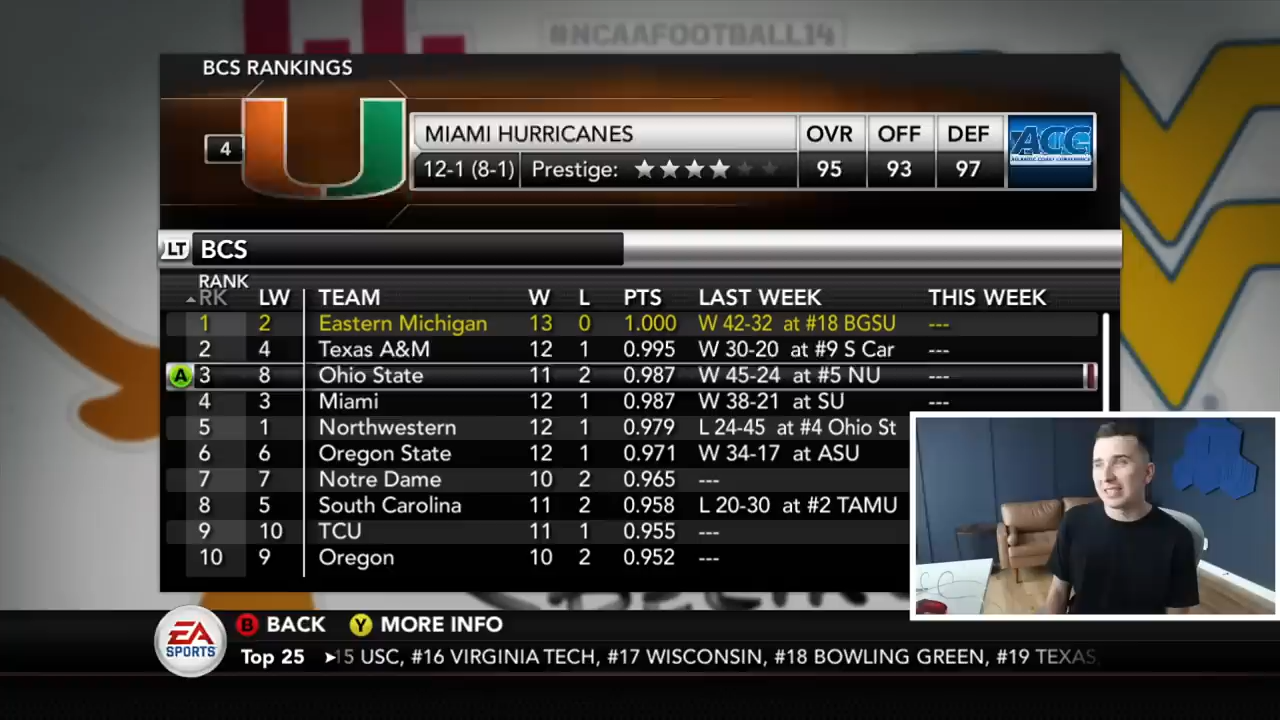 #NCAAFOOTBALL14
BCS RANKINGS
4
MIAMI HURRICANES OVR OFF DEF ACC
ATLANTIC COAST CONFERENCE
12-1 (8-1) Prestige: 95 93 97
LT BCS
RANK
RK LW TEAM W L PTS LAST WEEK THIS WEEK
1 2 Eastern Michigan 13 0 1.000 W 42-32 at #18 BGSU ---
2 4 Texas A&M 12 1 0.995 W 30-20 at #9 S Car ---
A 3 8 Ohio State 11 2 0.987 W 45-24 at #5 NU ---
4 3 Miami 12 1 0.987 W 38-21 at SU ---
5 1 Northwestern 12 1 0.979 L 24-45 at #4 Ohio St
6 6 Oregon State 12 1 0.971 W 34-17 at ASU
7 7 Notre Dame 10 2 0.965 ---
8 5 South Carolina 11 2 0.958 L 20-30 at #2 TAMU
9 10 TCU 11 1 0.955 ---
10 9 Oregon 10 2 0.952 ---
EA SPORTS B BACK Y MORE INFO
Top 25 15 USC, #16 VIRGINIA TECH, #17 WISCONSIN, #18 BOWLING GREEN, #19 TEXAS,